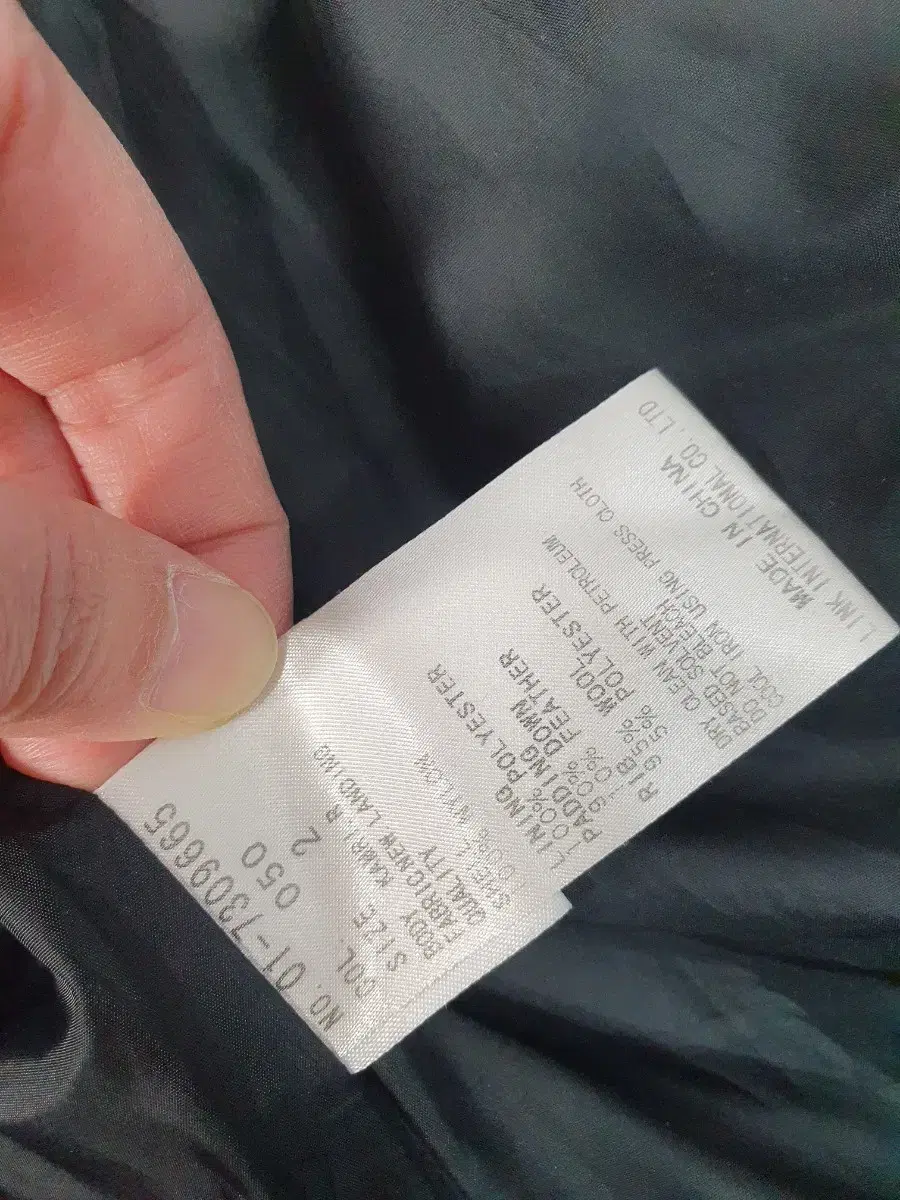 NO. 01-7309665
COL. 050
SIZE 2
BODY
FABRIC NEW LANDING
QUALITY
SHELL
100% NYLON
LINING
100% POLYESTER
PADDING
90% DOWN
10% FEATHER
RIB
95% WOOL
5% POLYESTER
DRY CLEAN WITH PETROLEUM
BASED SOLVENT
DO NOT BLEACH
COOL IRON USING PRESS CLOTH
MADE IN CHINA
LINK INTERNATIONAL CO.,LTD